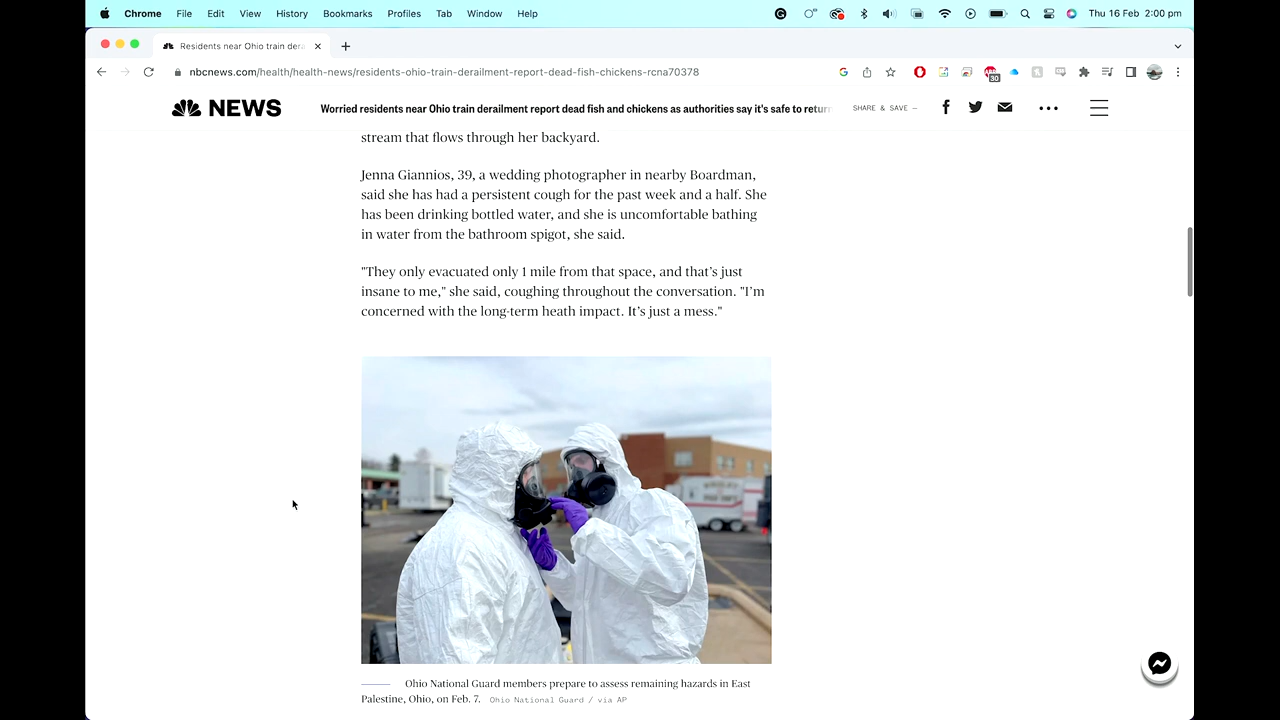 Chrome File Edit View History Bookmarks Profiles Tab Window Help Thu 16 Feb 2:00 pm
Residents near Ohio train dera
nbcnews.com/health/health-news/residents-ohio-train-derailment-report-dead-fish-chickens-rcna70378
30
NEWS Worried residents near Ohio train derailment report dead fish and chickens as authorities say it's safe to return SHARE & SAVE —
stream that flows through her backyard.
Jenna Giannios, 39, a wedding photographer in nearby Boardman,
said she has had a persistent cough for the past week and a half. She
has been drinking bottled water, and she is uncomfortable bathing
in water from the bathroom spigot, she said.
"They only evacuated only 1 mile from that space, and that's just
insane to me," she said, coughing throughout the conversation. "I'm
concerned with the long-term heath impact. It's just a mess."
Ohio National Guard members prepare to assess remaining hazards in East
Palestine, Ohio, on Feb. 7. Ohio National Guard / via AP